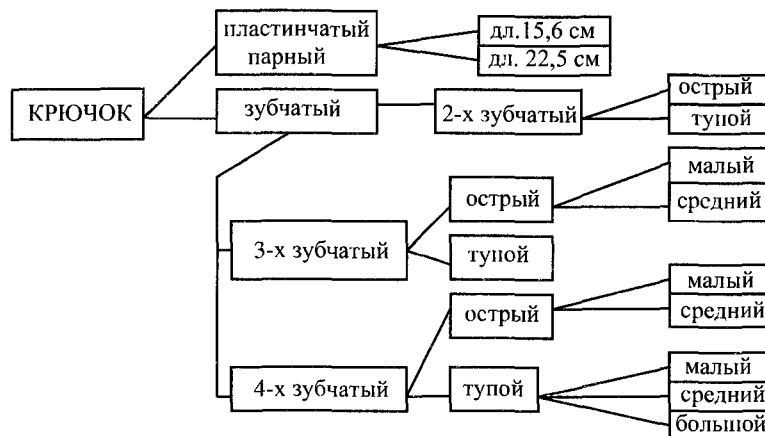 пластинчатый
парный
дл.15,6 см
дл. 22,5 см
КРЮЧОК
зубчатый
2-х зубчатый
острый
тупой
3-х зубчатый
острый
малый
средний
тупой
4-х зубчатый
острый
малый
средний
тупой
малый
средний
большой